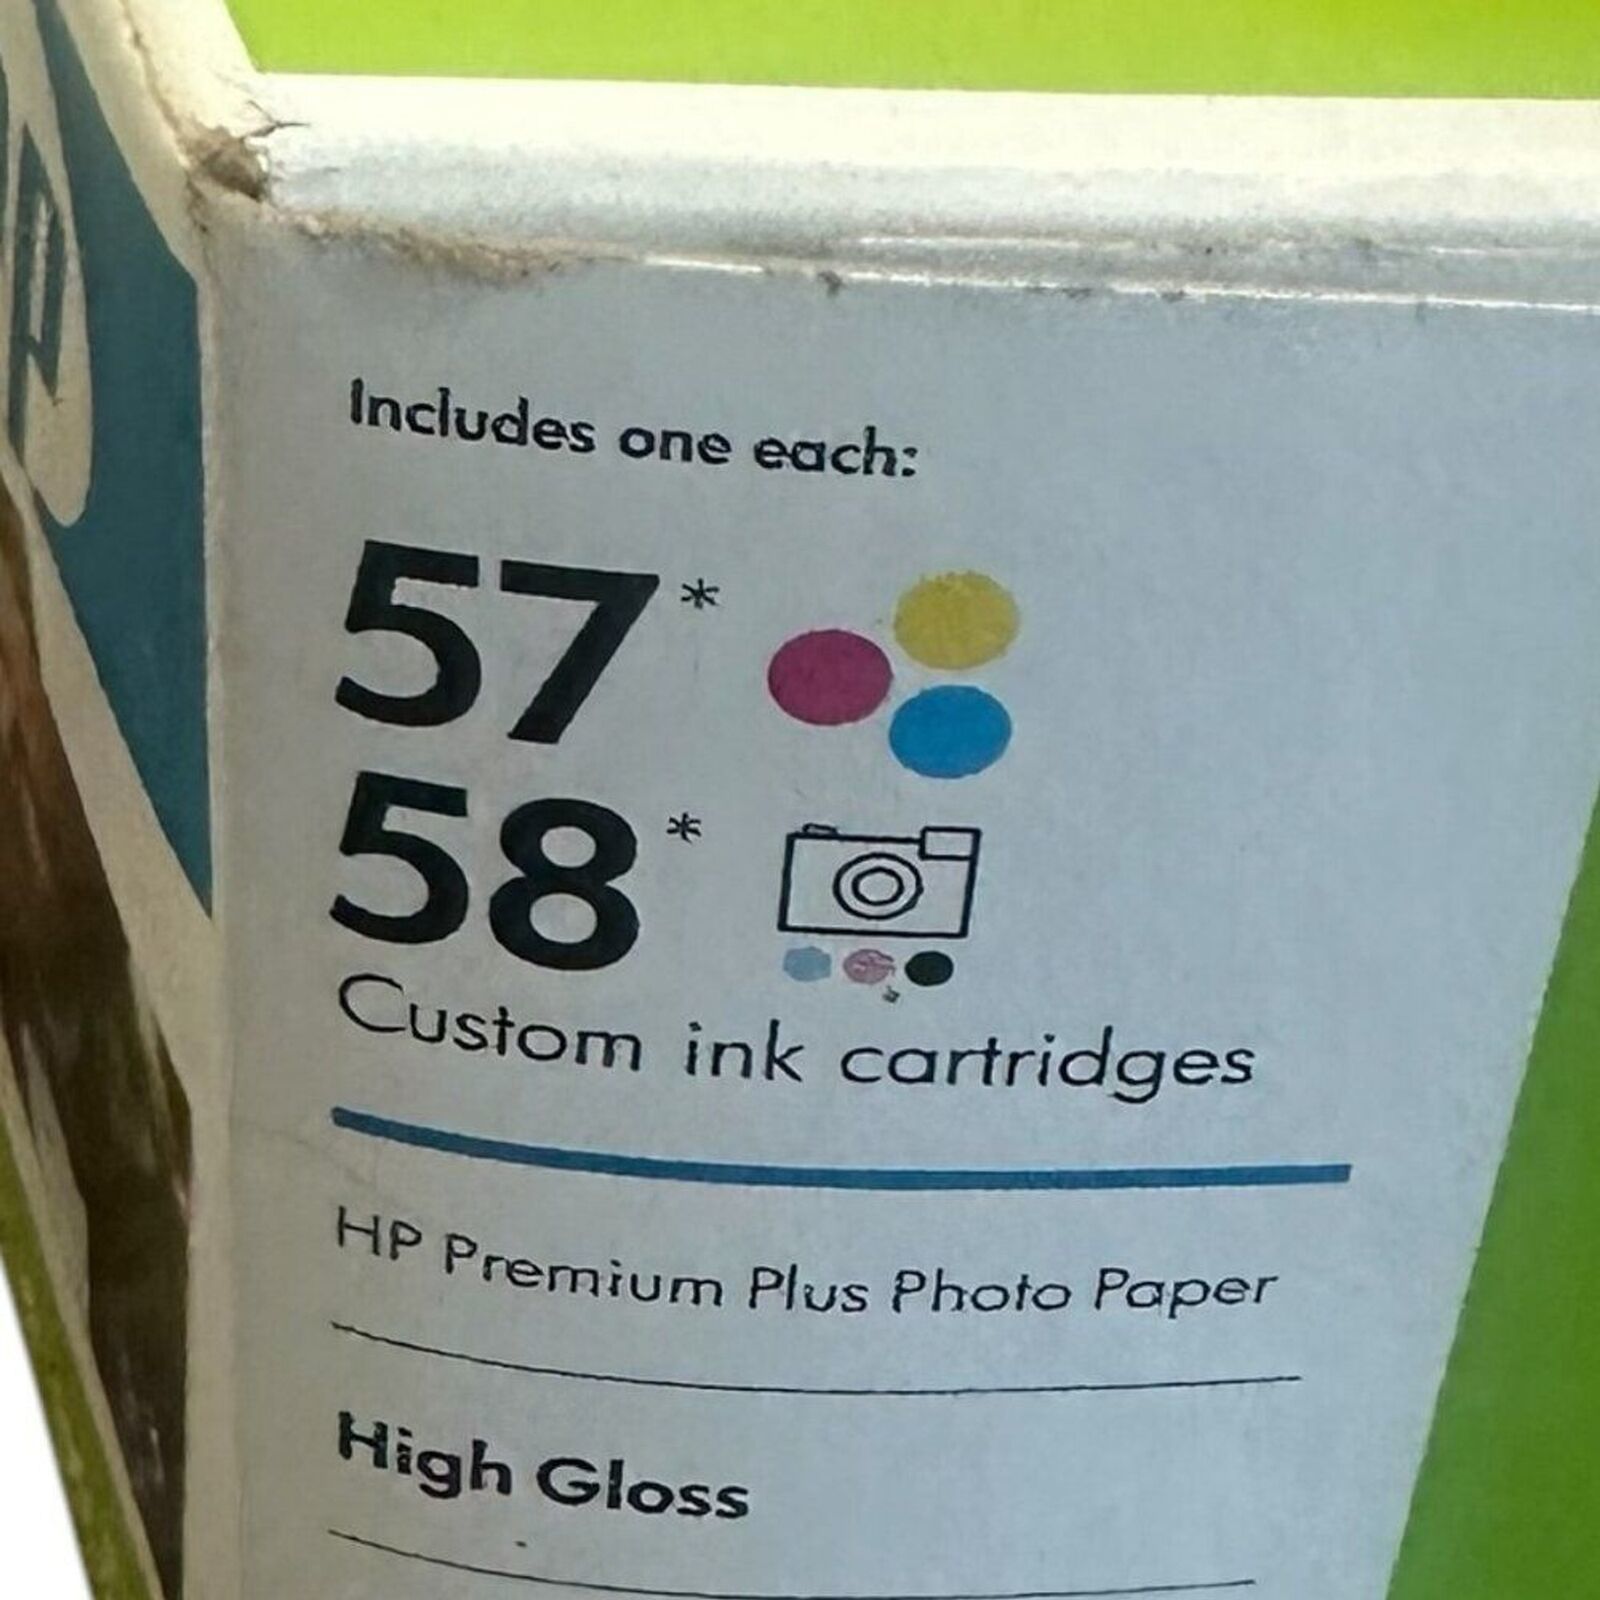 Includes one each:
57*
58*
Custom ink cartridges
HP Premium Plus Photo Paper
High Gloss